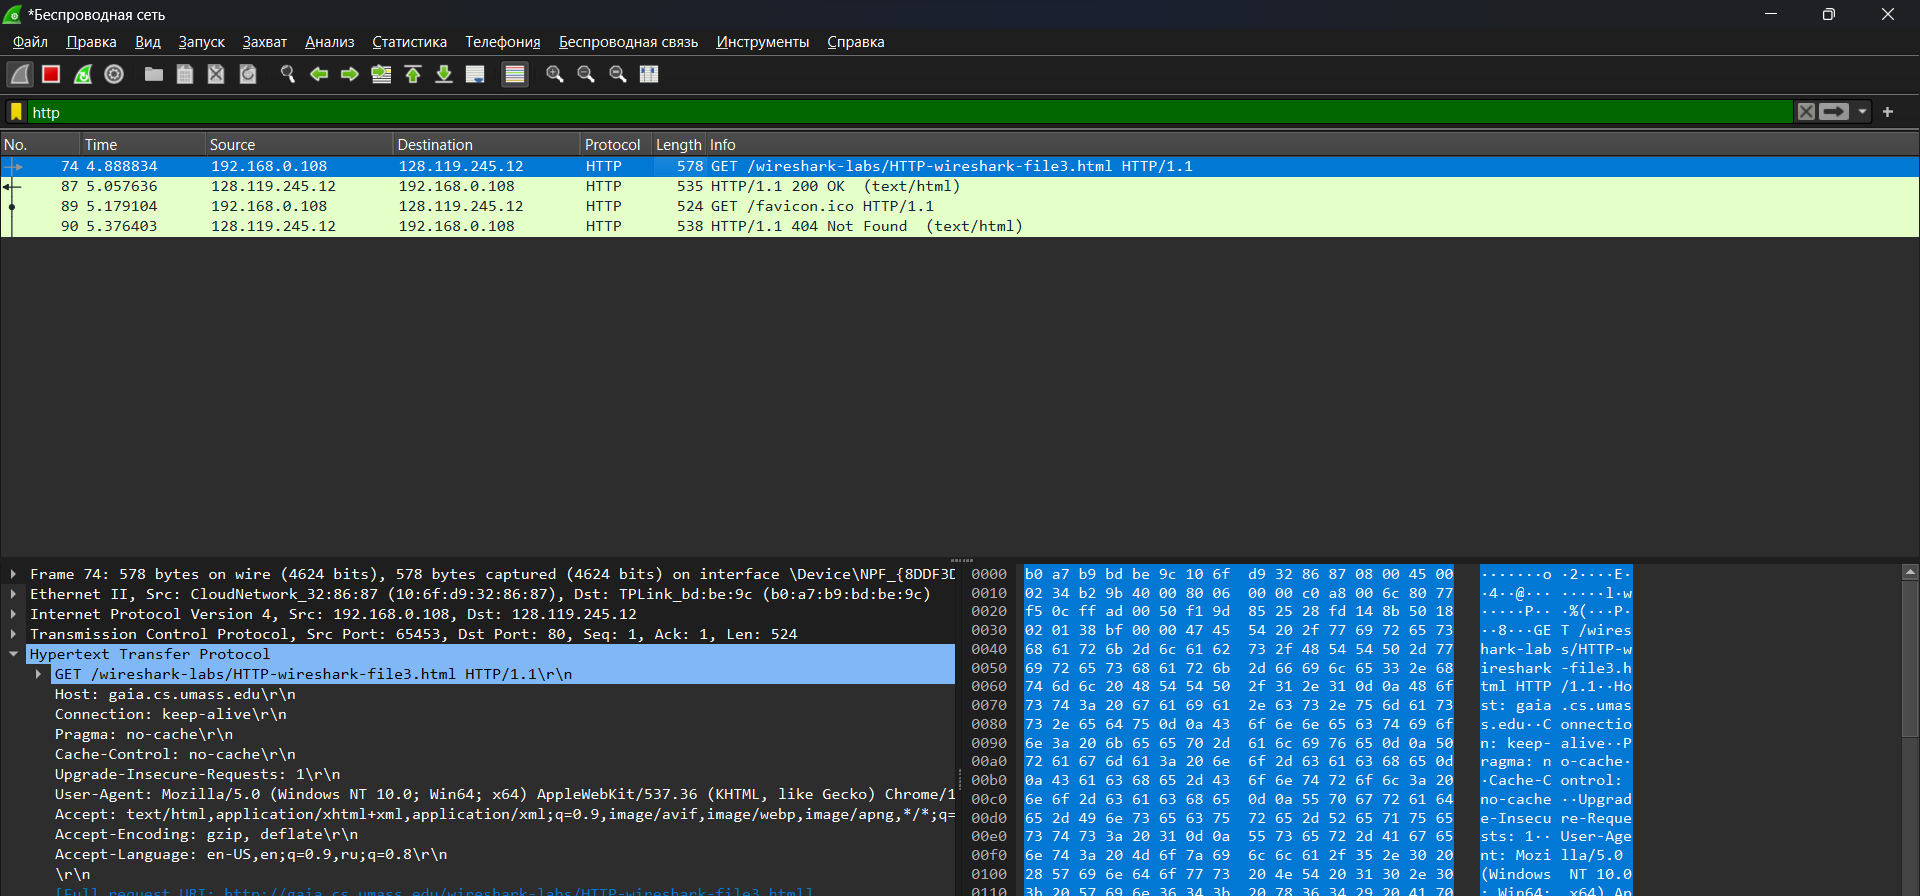 *Беспроводная сеть
Файл Правка Вид Запуск Захват Анализ Статистика Телефония Беспроводная связь Инструменты Справка
http
No. Time Source Destination Protocol Length Info
74 4.888834 192.168.0.108 128.119.245.12 HTTP 578 GET /wireshark-labs/HTTP-wireshark-file3.html HTTP/1.1
87 5.057636 128.119.245.12 192.168.0.108 HTTP 535 HTTP/1.1 200 OK (text/html)
89 5.179104 192.168.0.108 128.119.245.12 HTTP 524 GET /favicon.ico HTTP/1.1
90 5.376403 128.119.245.12 192.168.0.108 HTTP 538 HTTP/1.1 404 Not Found (text/html)
Frame 74: 578 bytes on wire (4624 bits), 578 bytes captured (4624 bits) on interface \Device\NPF_{8DDF3D
Ethernet II, Src: CloudNetwork_32:86:87 (10:6f:d9:32:86:87), Dst: TPLink_bd:be:9c (b0:a7:b9:bd:be:9c)
Internet Protocol Version 4, Src: 192.168.0.108, Dst: 128.119.245.12
Transmission Control Protocol, Src Port: 65453, Dst Port: 80, Seq: 1, Ack: 1, Len: 524
Hypertext Transfer Protocol
GET /wireshark-labs/HTTP-wireshark-file3.html HTTP/1.1\r\n
Host: gaia.cs.umass.edu\r\n
Connection: keep-alive\r\n
Pragma: no-cache\r\n
Cache-Control: no-cache\r\n
Upgrade-Insecure-Requests: 1\r\n
User-Agent: Mozilla/5.0 (Windows NT 10.0; Win64; x64) AppleWebKit/537.36 (KHTML, like Gecko) Chrome/1
Accept: text/html,application/xhtml+xml,application/xml;q=0.9,image/avif,image/webp,image/apng,*/*;q=
Accept-Encoding: gzip, deflate\r\n
Accept-Language: en-US,en;q=0.9,ru;q=0.8\r\n
\r\n
[Full request URI: http://gaia.cs.umass.edu/wireshark-labs/HTTP-wireshark-file3.html]
0000 b0 a7 b9 bd be 9c 10 6f d9 32 86 87 08 00 45 00 ·······o ·2····E·
0010 02 34 b2 9b 40 00 80 06 00 00 c0 a8 00 6c 80 77 ·4··@··· ·····l·w
0020 f5 0c ff ad 00 50 f1 9d 85 25 28 fd 14 8b 50 18 ·····P·· ·%(···P·
0030 02 01 38 bf 00 00 47 45 54 20 2f 77 69 72 65 73 ··8···GE T /wires
0040 68 61 72 6b 2d 6c 61 62 73 2f 48 54 54 50 2d 77 hark-lab s/HTTP-w
0050 69 72 65 73 68 61 72 6b 2d 66 69 6c 65 33 2e 68 ireshark -file3.h
0060 74 6d 6c 20 48 54 54 50 2f 31 2e 31 0d 0a 48 6f tml HTTP /1.1··Ho
0070 73 74 3a 20 67 61 69 61 2e 63 73 2e 75 6d 61 73 st: gaia .cs.umas
0080 73 2e 65 64 75 0d 0a 43 6f 6e 6e 65 63 74 69 6f s.edu··C onnectio
0090 6e 3a 20 6b 65 65 70 2d 61 6c 69 76 65 0d 0a 50 n: keep- alive··P
00a0 72 61 67 6d 61 3a 20 6e 6f 2d 63 61 63 68 65 0d ragma: n o-cache·
00b0 0a 43 61 63 68 65 2d 43 6f 6e 74 72 6f 6c 3a 20 ·Cache-C ontrol:
00c0 6e 6f 2d 63 61 63 68 65 0d 0a 55 70 67 72 61 64 no-cache ··Upgrad
00d0 65 2d 49 6e 73 65 63 75 72 65 2d 52 65 71 75 65 e-Insecu re-Reque
00e0 73 74 73 3a 20 31 0d 0a 55 73 65 72 2d 41 67 65 sts: 1·· User-Age
00f0 6e 74 3a 20 4d 6f 7a 69 6c 6c 61 2f 35 2e 30 20 nt: Mozi lla/5.0
0100 28 57 69 6e 64 6f 77 73 20 4e 54 20 31 30 2e 30 (Windows NT 10.0
0110 3b 20 57 69 6e 36 34 3b 20 78 36 34 29 20 41 70 ; Win64; x64) Ap